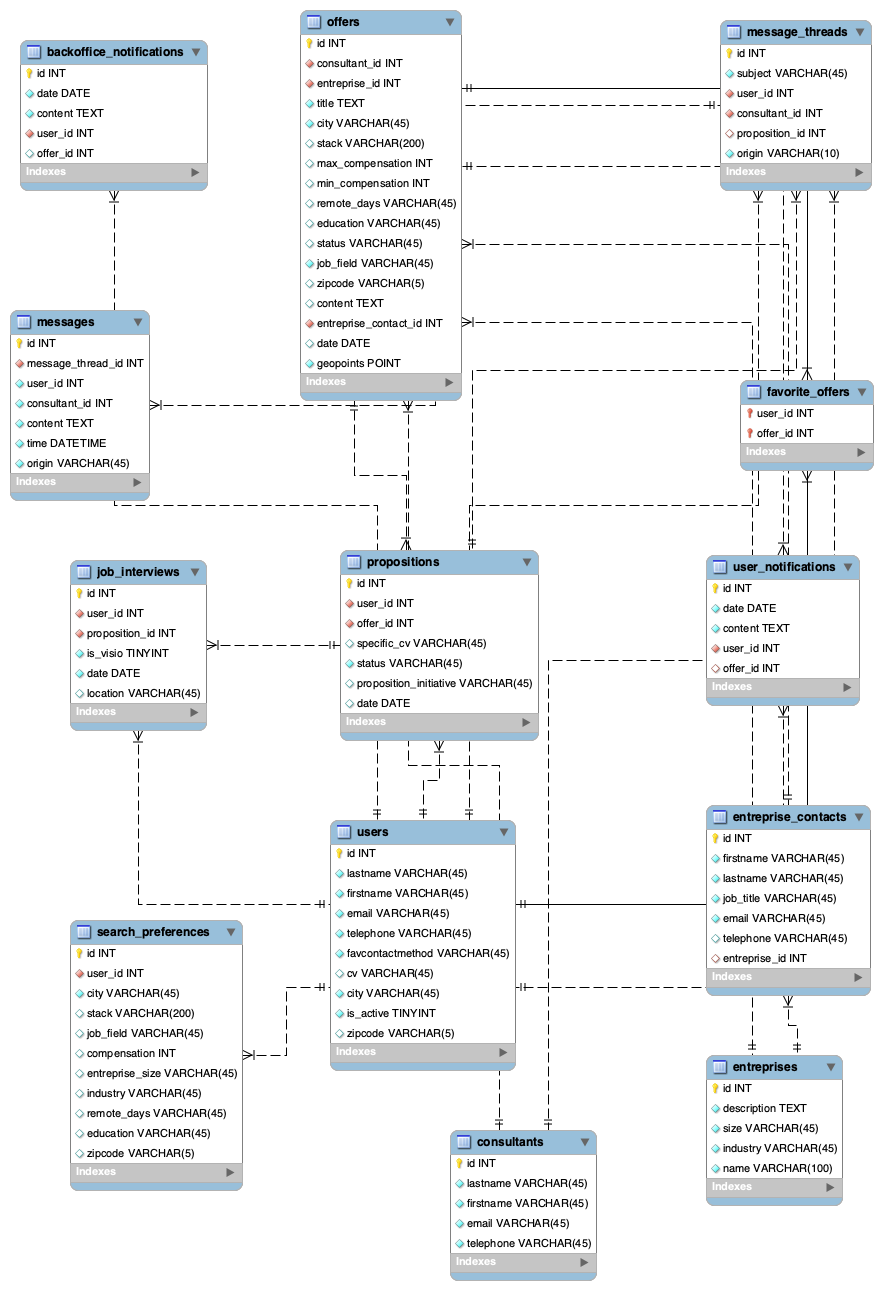 backoffice_notifications
id INT
date DATE
content TEXT
user_id INT
offer_id INT
Indexes
offers
id INT
consultant_id INT
entreprise_id INT
title TEXT
city VARCHAR(45)
stack VARCHAR(200)
max_compensation INT
min_compensation INT
remote_days VARCHAR(45)
education VARCHAR(45)
status VARCHAR(45)
job_field VARCHAR(45)
zipcode VARCHAR(5)
content TEXT
entreprise_contact_id INT
date DATE
geopoints POINT
Indexes
message_threads
id INT
subject VARCHAR(45)
user_id INT
consultant_id INT
proposition_id INT
origin VARCHAR(10)
Indexes
messages
id INT
message_thread_id INT
user_id INT
consultant_id INT
content TEXT
time DATETIME
origin VARCHAR(45)
Indexes
favorite_offers
user_id INT
offer_id INT
Indexes
job_interviews
id INT
user_id INT
proposition_id INT
is_visio TINYINT
date DATE
location VARCHAR(45)
Indexes
propositions
id INT
user_id INT
offer_id INT
specific_cv VARCHAR(45)
status VARCHAR(45)
proposition_initiative VARCHAR(45)
date DATE
Indexes
user_notifications
id INT
date DATE
content TEXT
user_id INT
offer_id INT
Indexes
users
id INT
lastname VARCHAR(45)
firstname VARCHAR(45)
email VARCHAR(45)
telephone VARCHAR(45)
favcontactmethod VARCHAR(45)
cv VARCHAR(45)
city VARCHAR(45)
is_active TINYINT
zipcode VARCHAR(5)
Indexes
entreprise_contacts
id INT
firstname VARCHAR(45)
lastname VARCHAR(45)
job_title VARCHAR(45)
email VARCHAR(45)
telephone VARCHAR(45)
entreprise_id INT
Indexes
search_preferences
id INT
user_id INT
city VARCHAR(45)
stack VARCHAR(200)
job_field VARCHAR(45)
compensation INT
entreprise_size VARCHAR(45)
industry VARCHAR(45)
remote_days VARCHAR(45)
education VARCHAR(45)
zipcode VARCHAR(5)
Indexes
consultants
id INT
lastname VARCHAR(45)
firstname VARCHAR(45)
email VARCHAR(45)
telephone VARCHAR(45)
Indexes
entreprises
id INT
description TEXT
size VARCHAR(45)
industry VARCHAR(45)
name VARCHAR(100)
Indexes